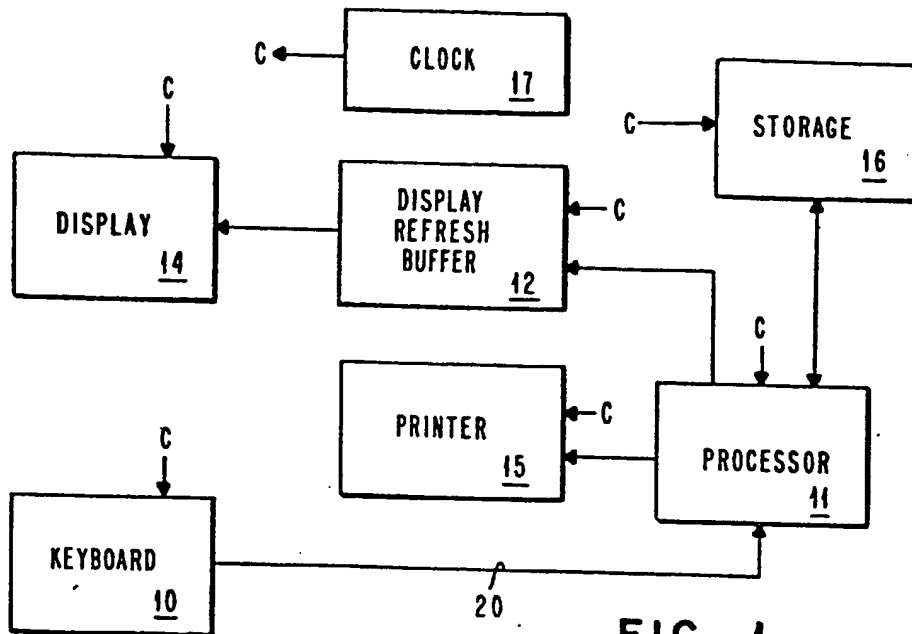 C
CLOCK
17
C
C
STORAGE
16
DISPLAY
14
DISPLAY
REFRESH
BUFFER
12
C
C
PRINTER
15
C
PROCESSOR
11
C
KEYBOARD
10
20
FIG. 1